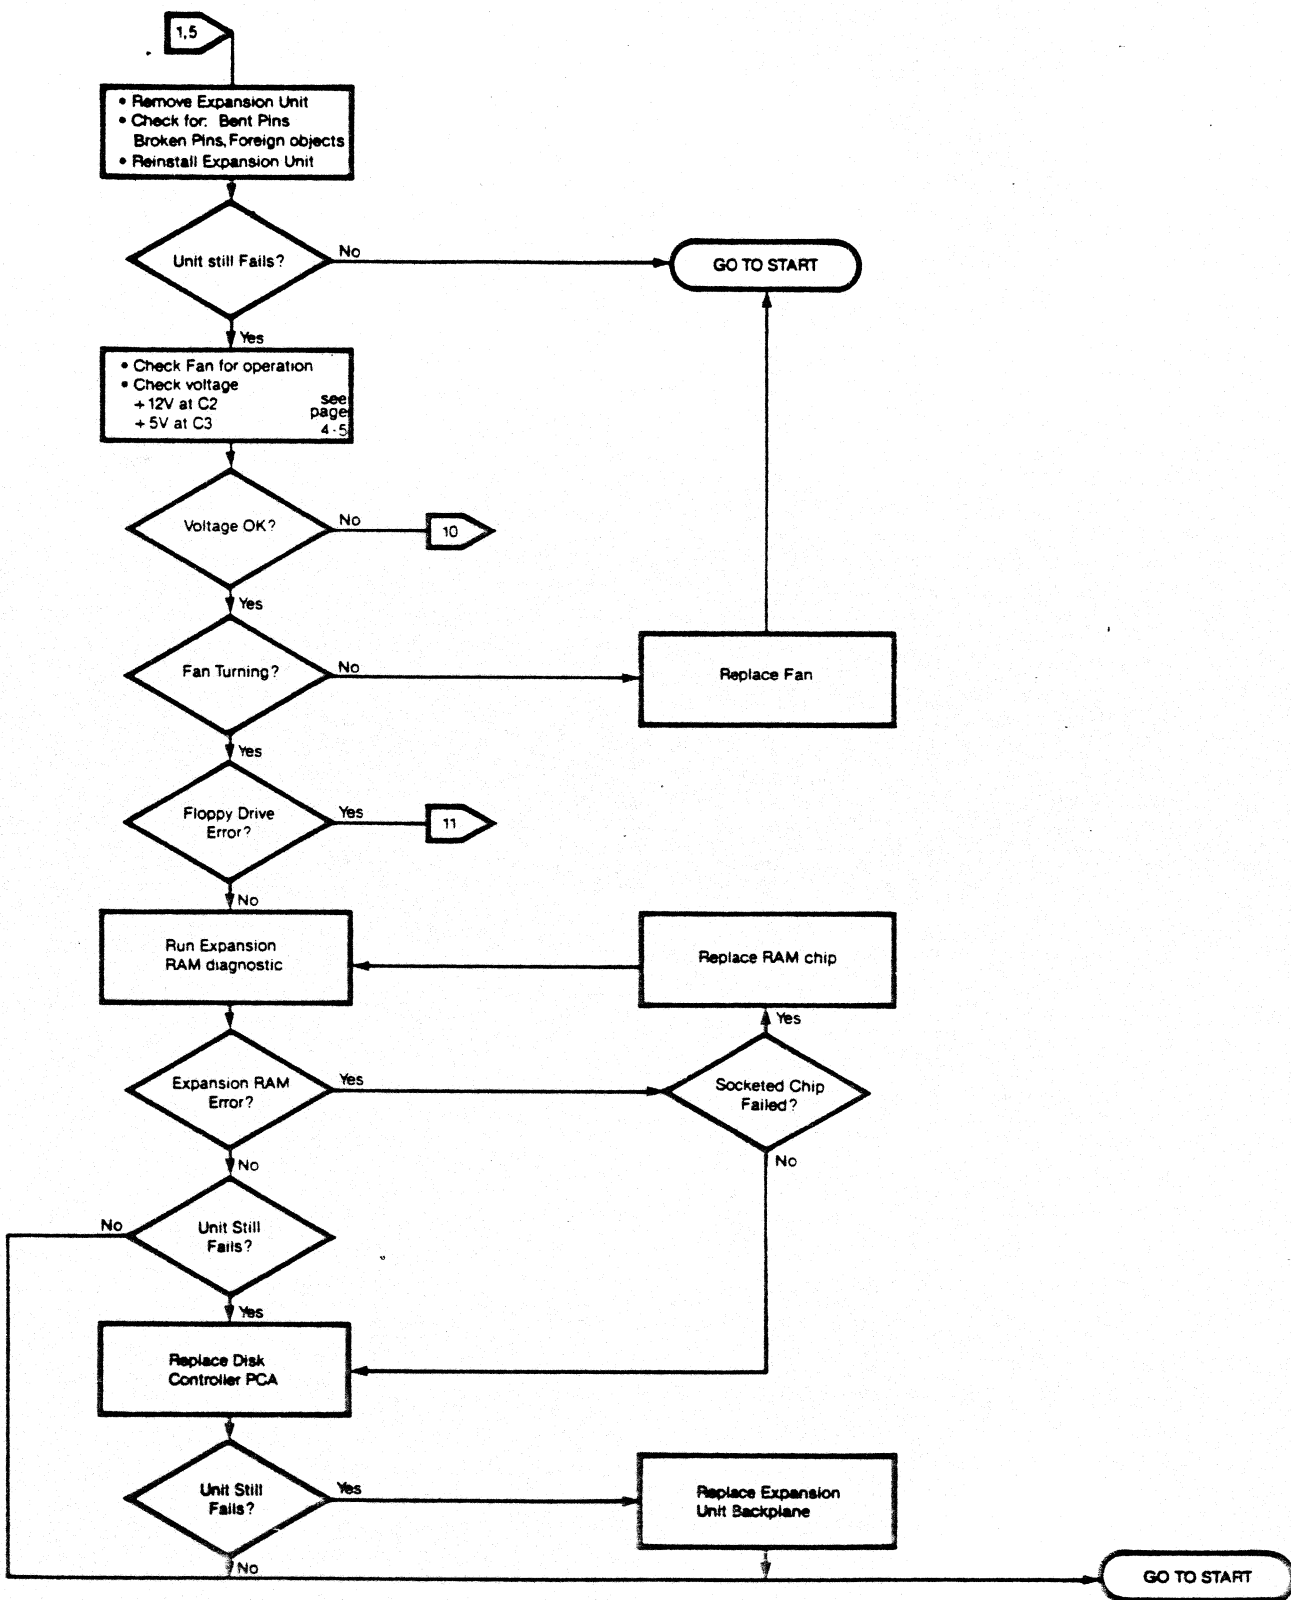 1,5
• Remove Expansion Unit
• Check for: Bent Pins
Broken Pins, Foreign objects
• Reinstall Expansion Unit
Unit still Fails?
No
GO TO START
Yes
• Check Fan for operation
• Check voltage
+ 12V at C2
+ 5V at C3
see
page
4-5
Voltage OK?
No
10
Yes
Fan Turning?
No
Replace Fan
Yes
Floppy Drive
Error?
Yes
11
No
Run Expansion
RAM diagnostic
Replace RAM chip
Yes
Expansion RAM
Error?
Yes
Socketed Chip
Failed?
No
No
Unit Still
Fails?
No
Yes
Replace Disk
Controller PCA
Unit Still
Fails?
Yes
Replace Expansion
Unit Backplane
No
GO TO START